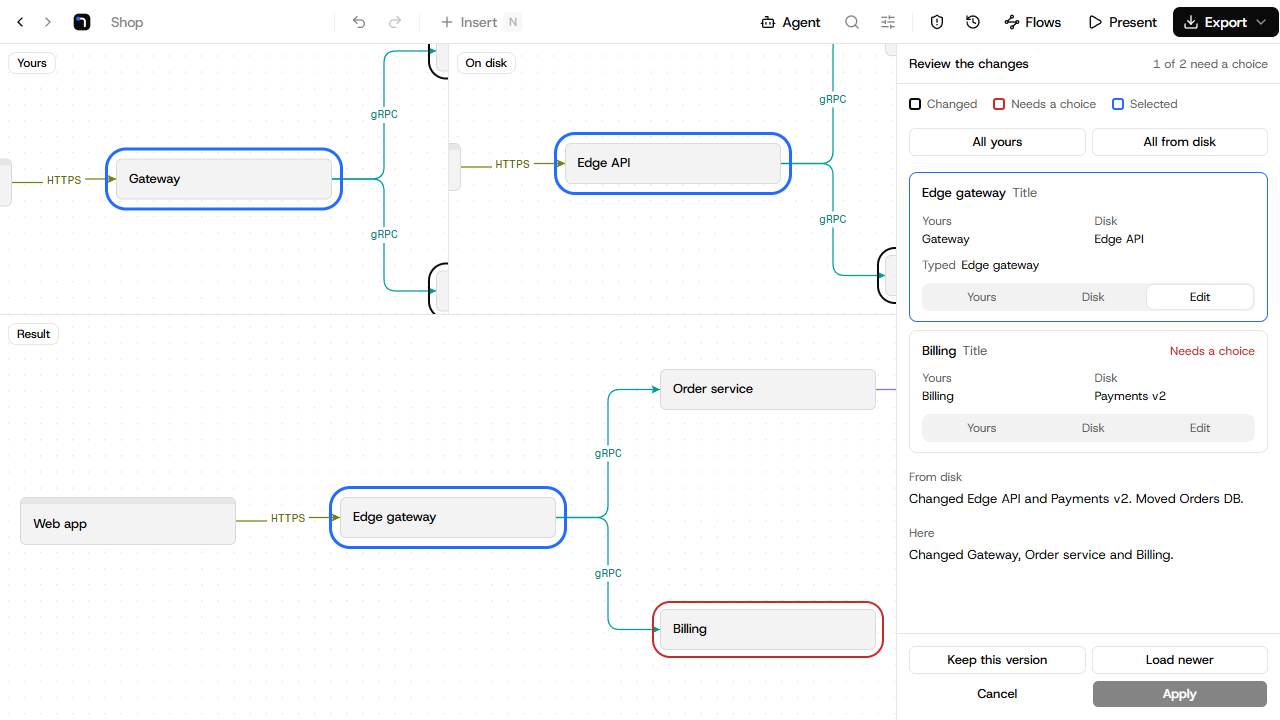 Shop
Insert N
Agent
Flows
Present
Export
Yours
gRPC
HTTPS
Gateway
gRPC
On disk
gRPC
HTTPS
Edge API
gRPC
Result
Order service
gRPC
Web app
HTTPS
Edge gateway
gRPC
Billing
Review the changes
1 of 2 need a choice
Changed
Needs a choice
Selected
All yours
All from disk
Edge gateway Title
Yours
Disk
Gateway
Edge API
Typed Edge gateway
Yours
Disk
Edit
Billing Title
Needs a choice
Yours
Disk
Billing
Payments v2
Yours
Disk
Edit
From disk
Changed Edge API and Payments v2. Moved Orders DB.
Here
Changed Gateway, Order service and Billing.
Keep this version
Load newer
Cancel
Apply